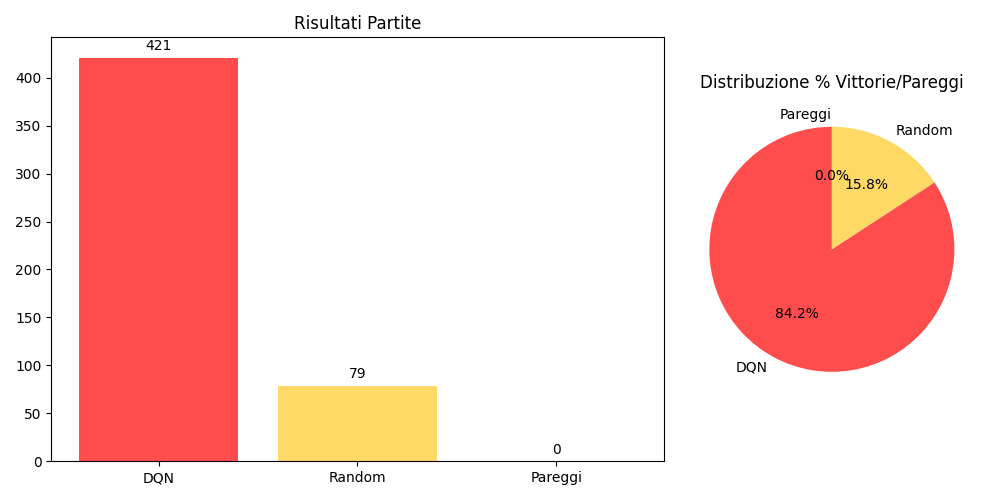 Risultati Partite
421
79
0
400
350
300
250
200
150
100
50
0
DQN
Random
Pareggi
Distribuzione % Vittorie/Pareggi
Pareggi
Random
0.0%
15.8%
84.2%
DQN